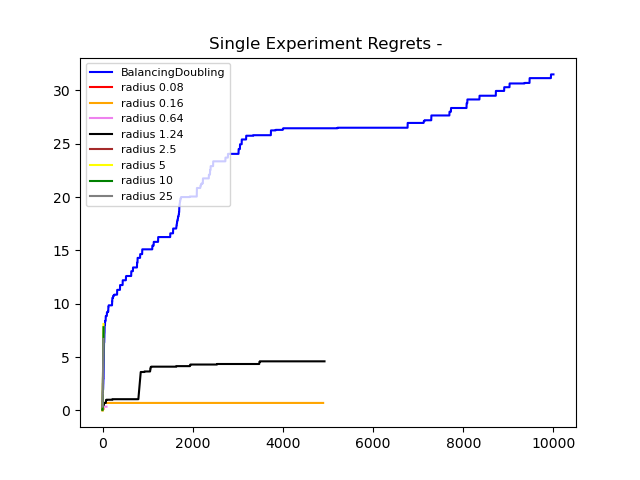 Single Experiment Regrets -
BalancingDoubling
radius 0.08
radius 0.16
radius 0.64
radius 1.24
radius 2.5
radius 5
radius 10
radius 25
30
25
20
15
10
5
0
0 2000 4000 6000 8000 10000